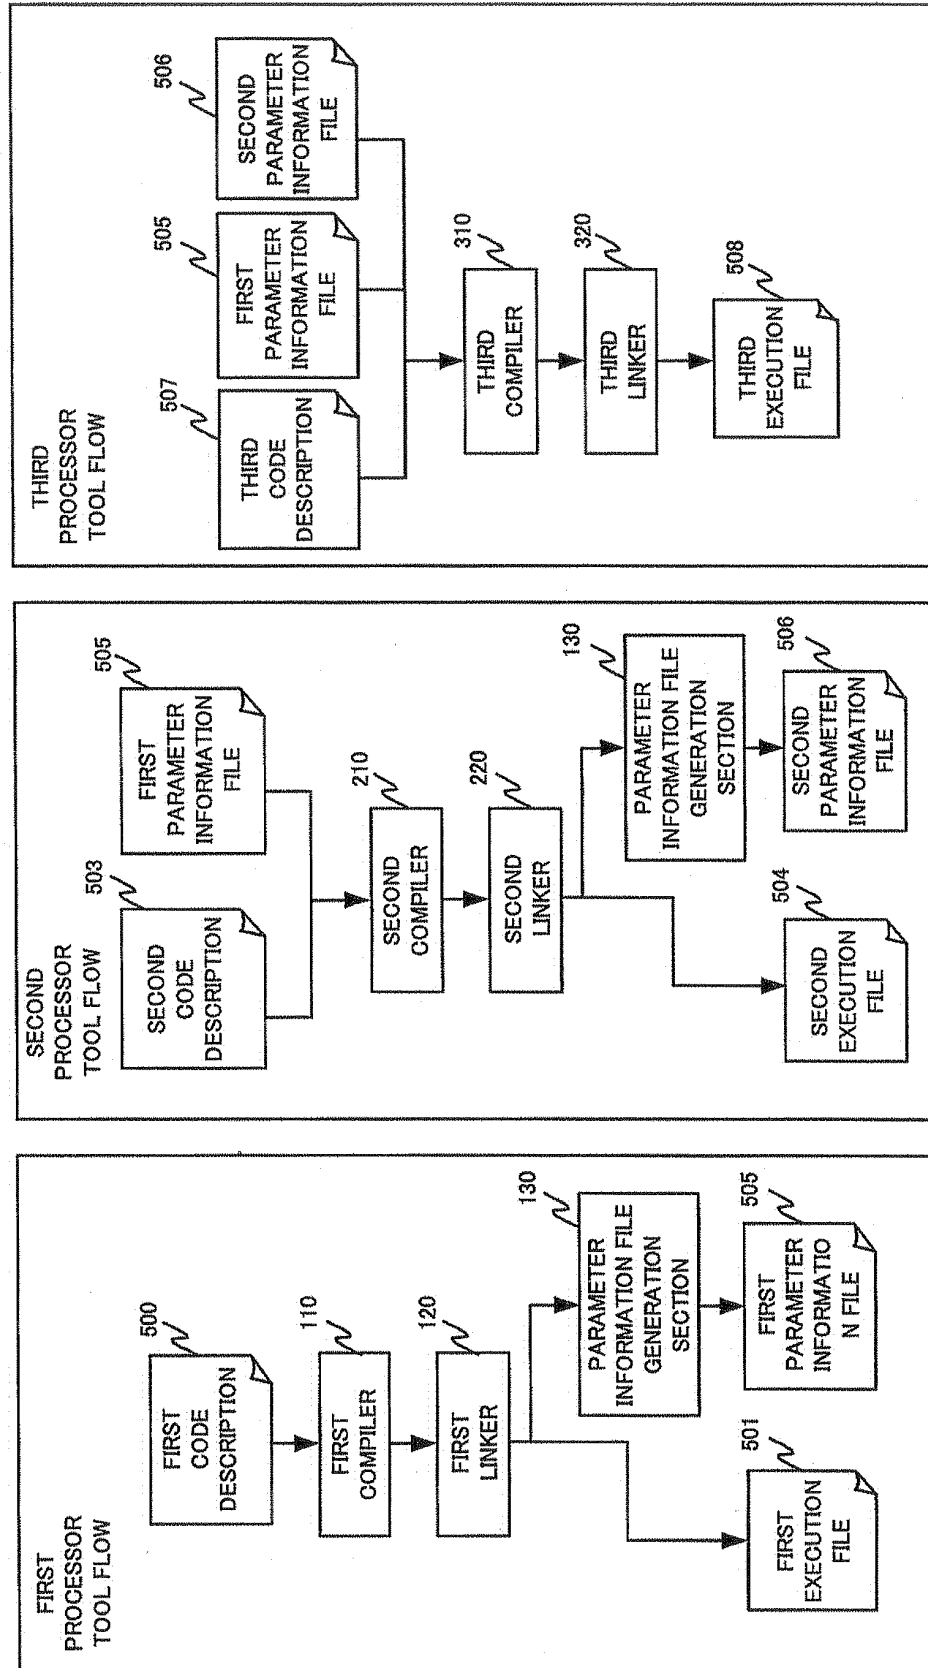 FIRST
PROCESSOR
TOOL FLOW
500
FIRST
CODE
DESCRIPTION
110
FIRST
COMPILER
120
FIRST
LINKER
130
PARAMETER
INFORMATION FILE
GENERATION
SECTION
501
FIRST
EXECUTION
FILE
505
FIRST
PARAMETER
INFORMATIO
N FILE
SECOND
PROCESSOR
TOOL FLOW
503
SECOND
CODE
DESCRIPTION
505
FIRST
PARAMETER
INFORMATION
FILE
210
SECOND
COMPILER
220
SECOND
LINKER
130
PARAMETER
INFORMATION FILE
GENERATION
SECTION
504
SECOND
EXECUTION
FILE
506
SECOND
PARAMETER
INFORMATION
FILE
THIRD
PROCESSOR
TOOL FLOW
507
THIRD
CODE
DESCRIPTION
505
FIRST
PARAMETER
INFORMATION
FILE
506
SECOND
PARAMETER
INFORMATION
FILE
310
THIRD
COMPILER
320
THIRD
LINKER
508
THIRD
EXECUTION
FILE